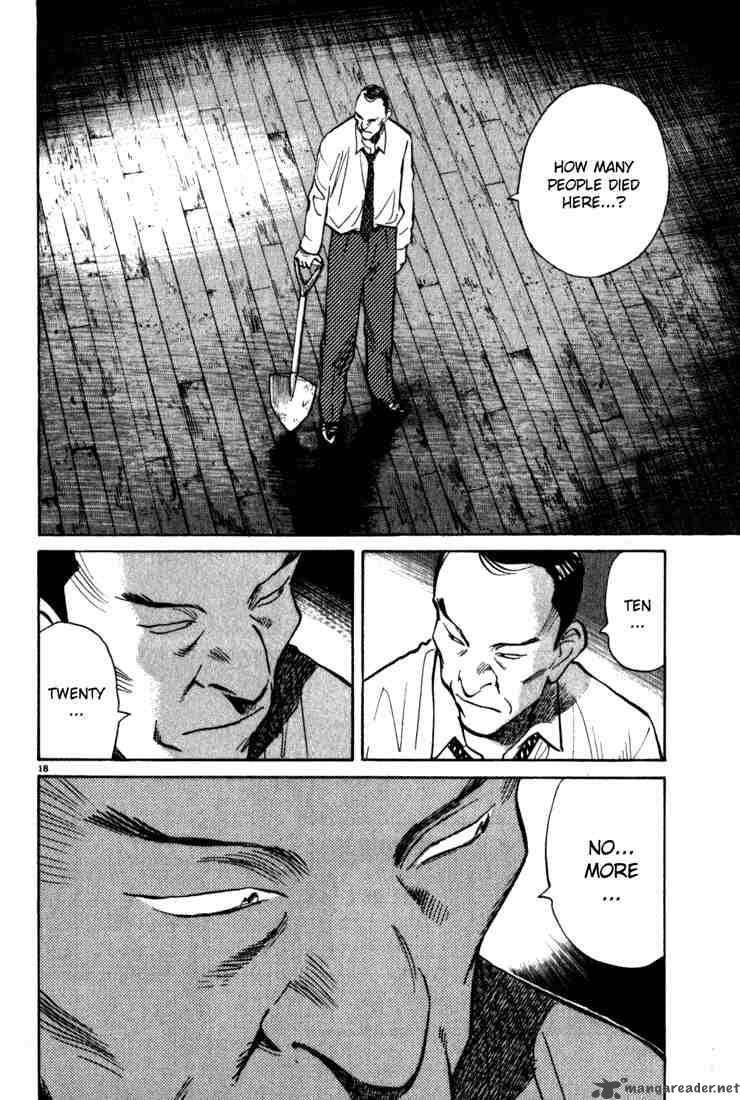 HOW MANY
PEOPLE DIED
HERE...?
TEN
...
TWENTY
...
18
NO...
MORE
...
mangareader.net